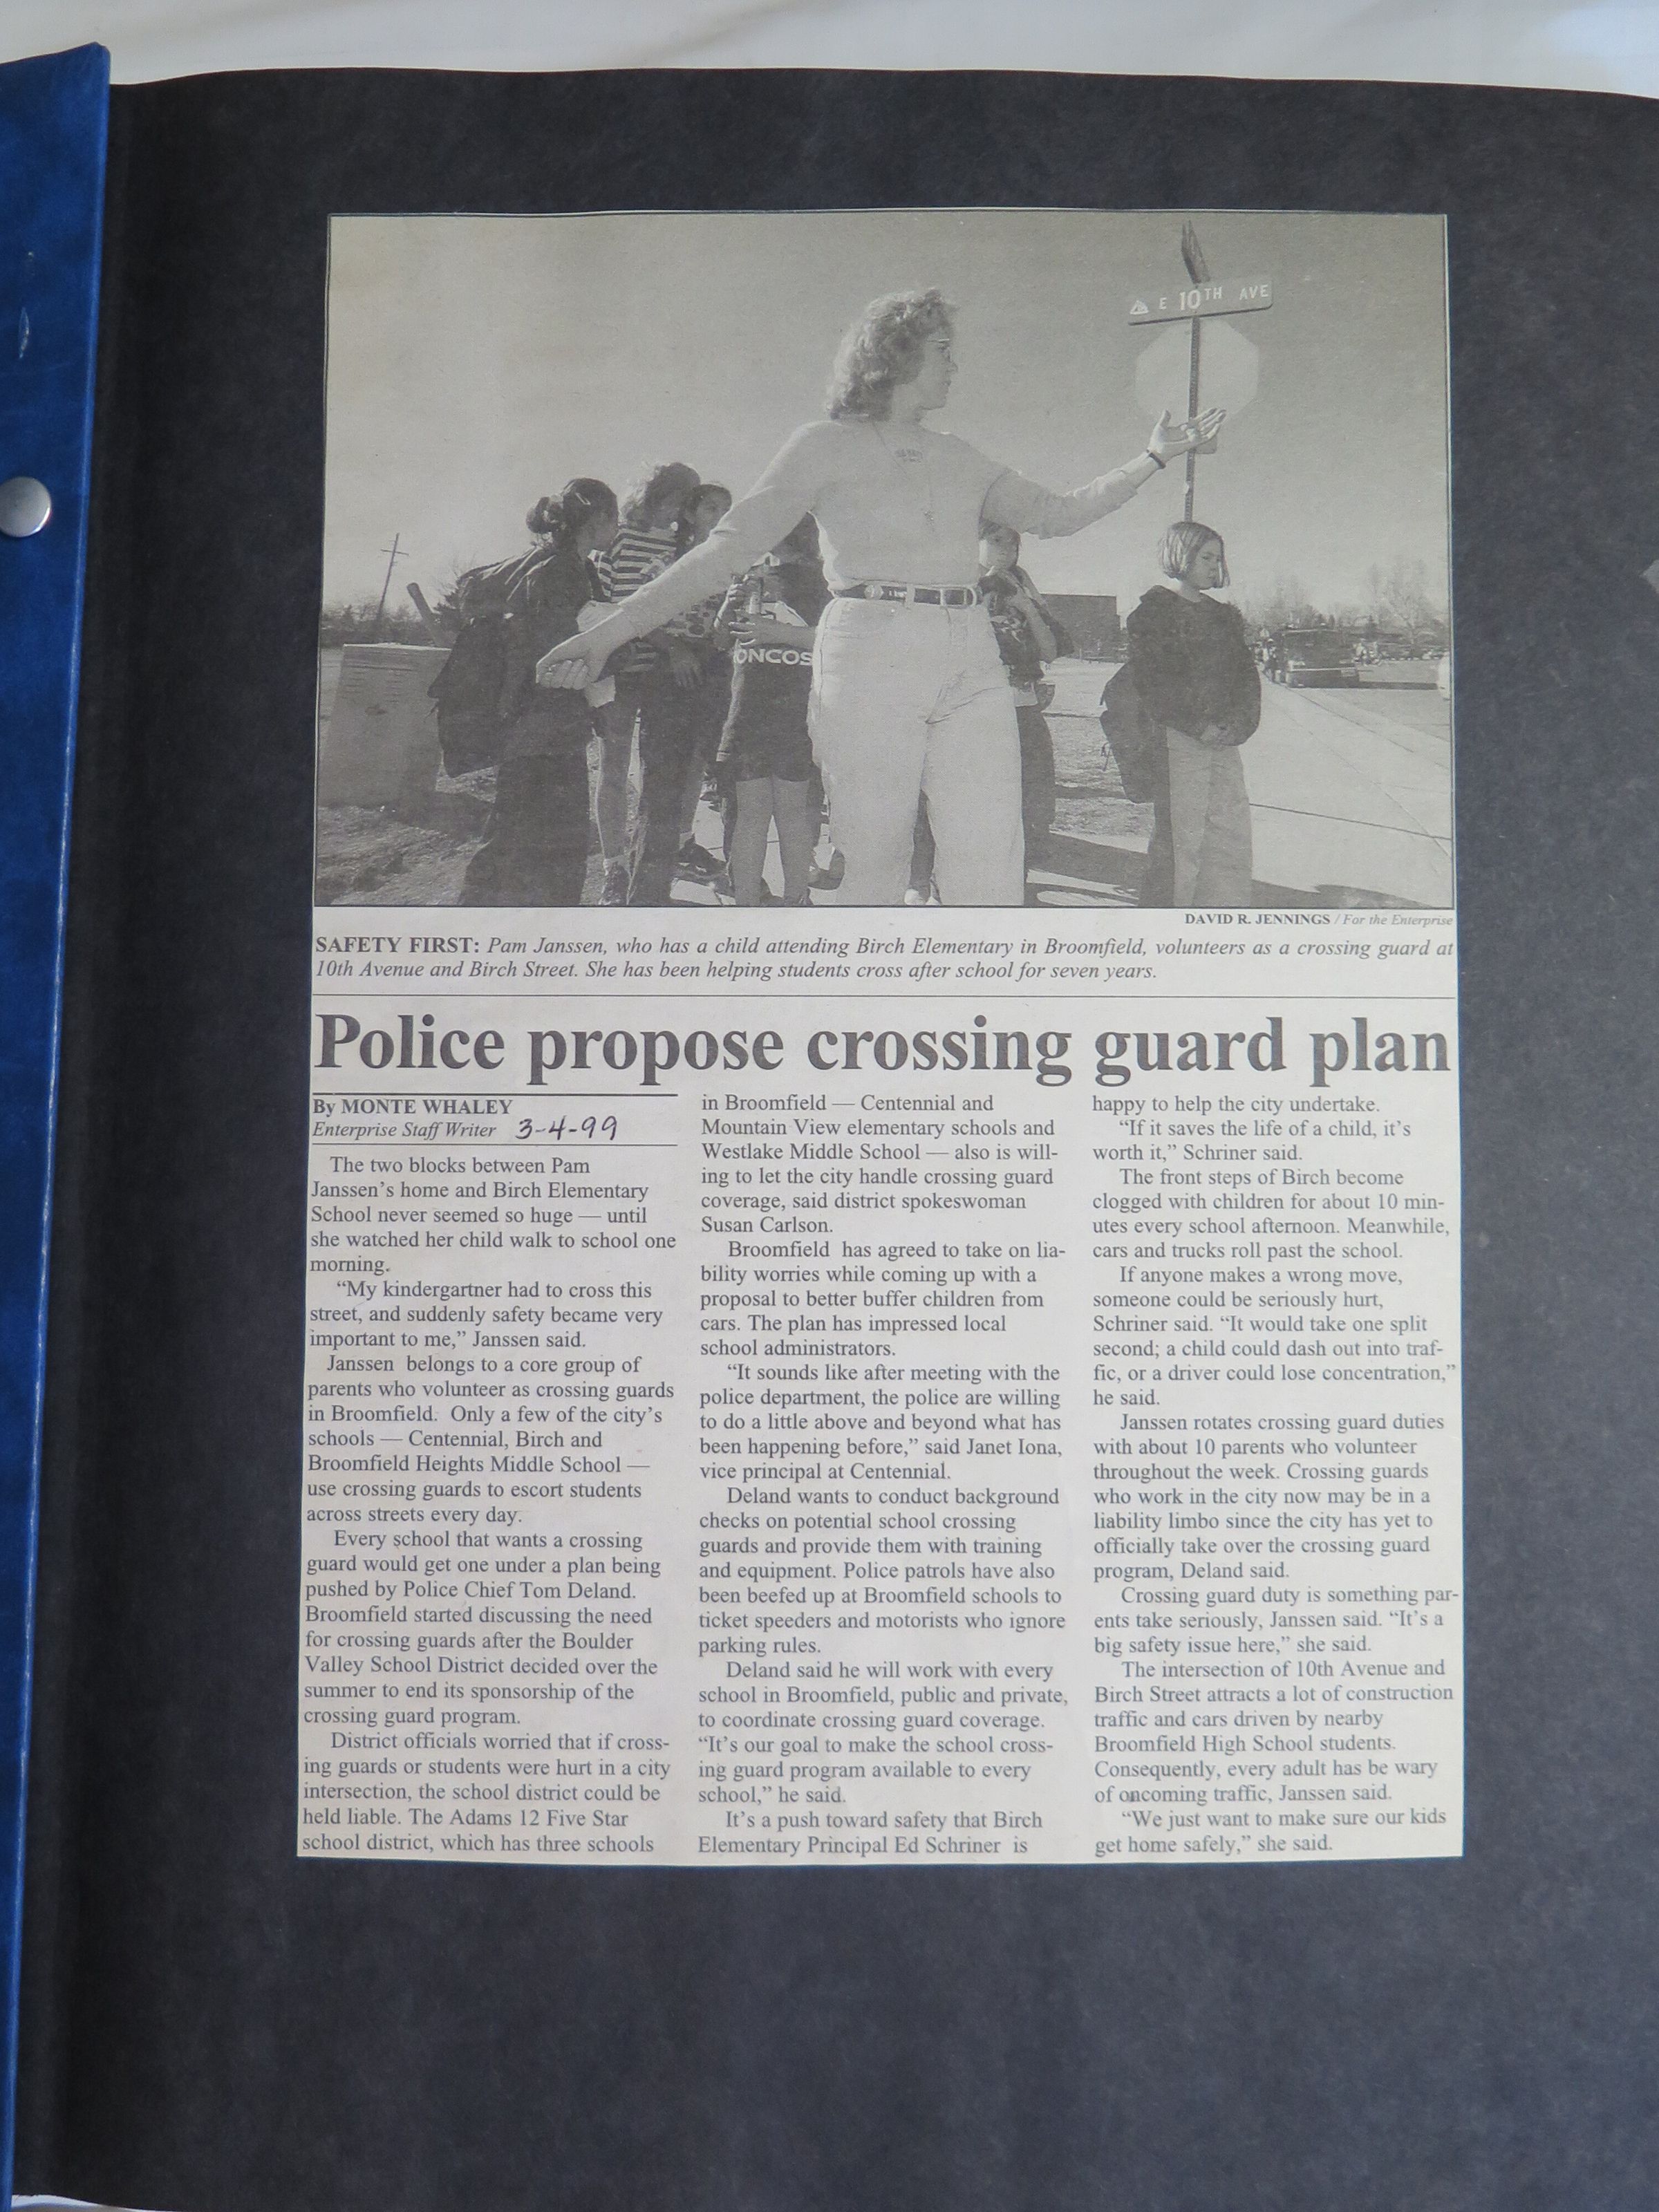 E 10TH AVE
ONCOS
DAVID R. JENNINGS / For the Enterprise
SAFETY FIRST: Pam Janssen, who has a child attending Birch Elementary in Broomfield, volunteers as a crossing guard at
10th Avenue and Birch Street. She has been helping students cross after school for seven years.
Police propose crossing guard plan
By MONTE WHALEY
Enterprise Staff Writer 3-4-99
The two blocks between Pam
Janssen's home and Birch Elementary
School never seemed so huge — until
she watched her child walk to school one
morning.
“My kindergartner had to cross this
street, and suddenly safety became very
important to me,” Janssen said.
Janssen belongs to a core group of
parents who volunteer as crossing guards
in Broomfield. Only a few of the city's
schools — Centennial, Birch and
Broomfield Heights Middle School —
use crossing guards to escort students
across streets every day.
Every school that wants a crossing
guard would get one under a plan being
pushed by Police Chief Tom Deland.
Broomfield started discussing the need
for crossing guards after the Boulder
Valley School District decided over the
summer to end its sponsorship of the
crossing guard program.
District officials worried that if cross-
ing guards or students were hurt in a city
intersection, the school district could be
held liable. The Adams 12 Five Star
school district, which has three schools
in Broomfield — Centennial and
Mountain View elementary schools and
Westlake Middle School — also is will-
ing to let the city handle crossing guard
coverage, said district spokeswoman
Susan Carlson.
Broomfield has agreed to take on lia-
bility worries while coming up with a
proposal to better buffer children from
cars. The plan has impressed local
school administrators.
“It sounds like after meeting with the
police department, the police are willing
to do a little above and beyond what has
been happening before,” said Janet Iona,
vice principal at Centennial.
Deland wants to conduct background
checks on potential school crossing
guards and provide them with training
and equipment. Police patrols have also
been beefed up at Broomfield schools to
ticket speeders and motorists who ignore
parking rules.
Deland said he will work with every
school in Broomfield, public and private,
to coordinate crossing guard coverage.
“It's our goal to make the school cross-
ing guard program available to every
school,” he said.
It's a push toward safety that Birch
Elementary Principal Ed Schriner is
happy to help the city undertake.
“If it saves the life of a child, it's
worth it,” Schriner said.
The front steps of Birch become
clogged with children for about 10 min-
utes every school afternoon. Meanwhile,
cars and trucks roll past the school.
If anyone makes a wrong move,
someone could be seriously hurt,
Schriner said. “It would take one split
second; a child could dash out into traf-
fic, or a driver could lose concentration,”
he said.
Janssen rotates crossing guard duties
with about 10 parents who volunteer
throughout the week. Crossing guards
who work in the city now may be in a
liability limbo since the city has yet to
officially take over the crossing guard
program, Deland said.
Crossing guard duty is something par-
ents take seriously, Janssen said. “It's a
big safety issue here,” she said.
The intersection of 10th Avenue and
Birch Street attracts a lot of construction
traffic and cars driven by nearby
Broomfield High School students.
Consequently, every adult has be wary
of oncoming traffic, Janssen said.
“We just want to make sure our kids
get home safely,” she said.